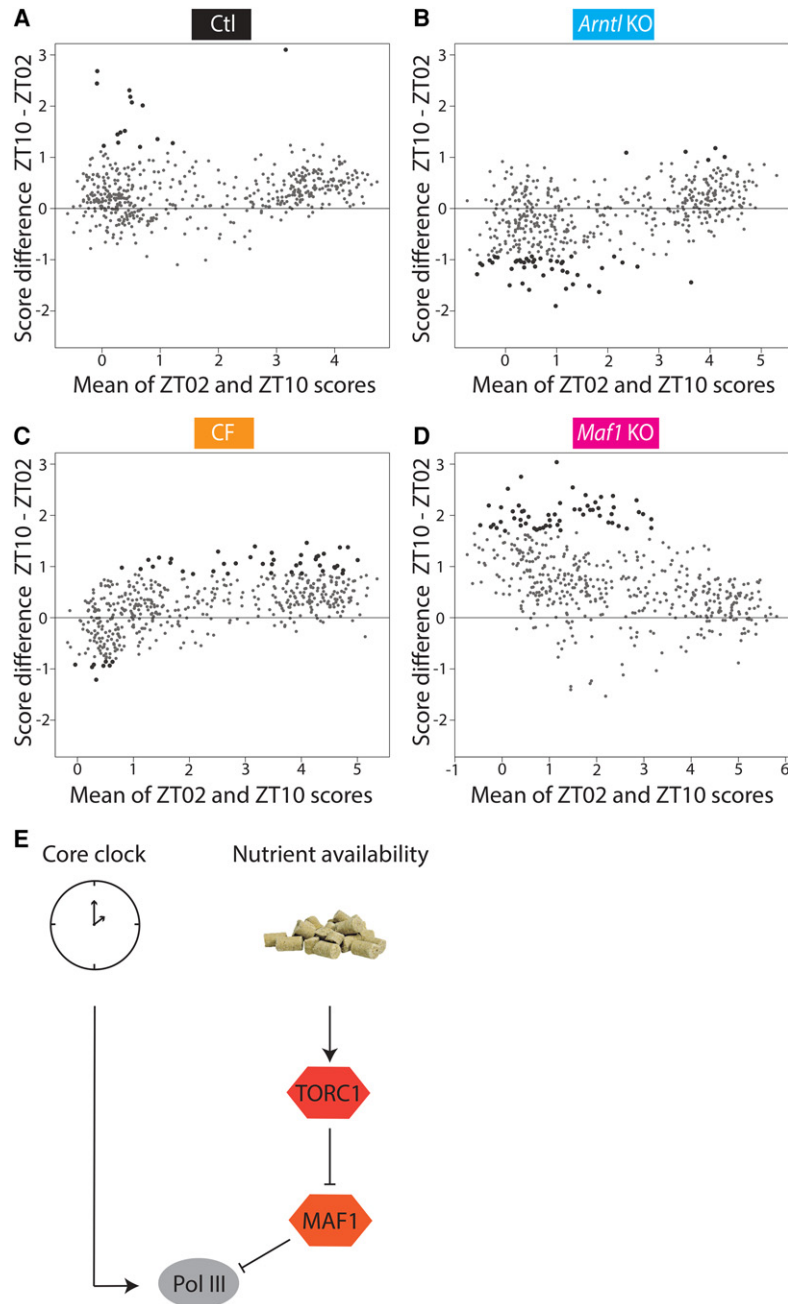 A
Ctl
Score difference ZT10 - ZT02
3
2
1
0
-1
-2
0 1 2 3 4
Mean of ZT02 and ZT10 scores
B
Arntl KO
Score difference ZT10 - ZT02
3
2
1
0
-1
-2
0 1 2 3 4 5
Mean of ZT02 and ZT10 scores
C
CF
Score difference ZT10 - ZT02
3
2
1
0
-1
-2
0 1 2 3 4 5
Mean of ZT02 and ZT10 scores
D
Maf1 KO
Score difference ZT10 - ZT02
3
2
1
0
-1
-2
-1 0 1 2 3 4 5 6
Mean of ZT02 and ZT10 scores
E
Core clock
Nutrient availability
TORC1
MAF1
Pol III